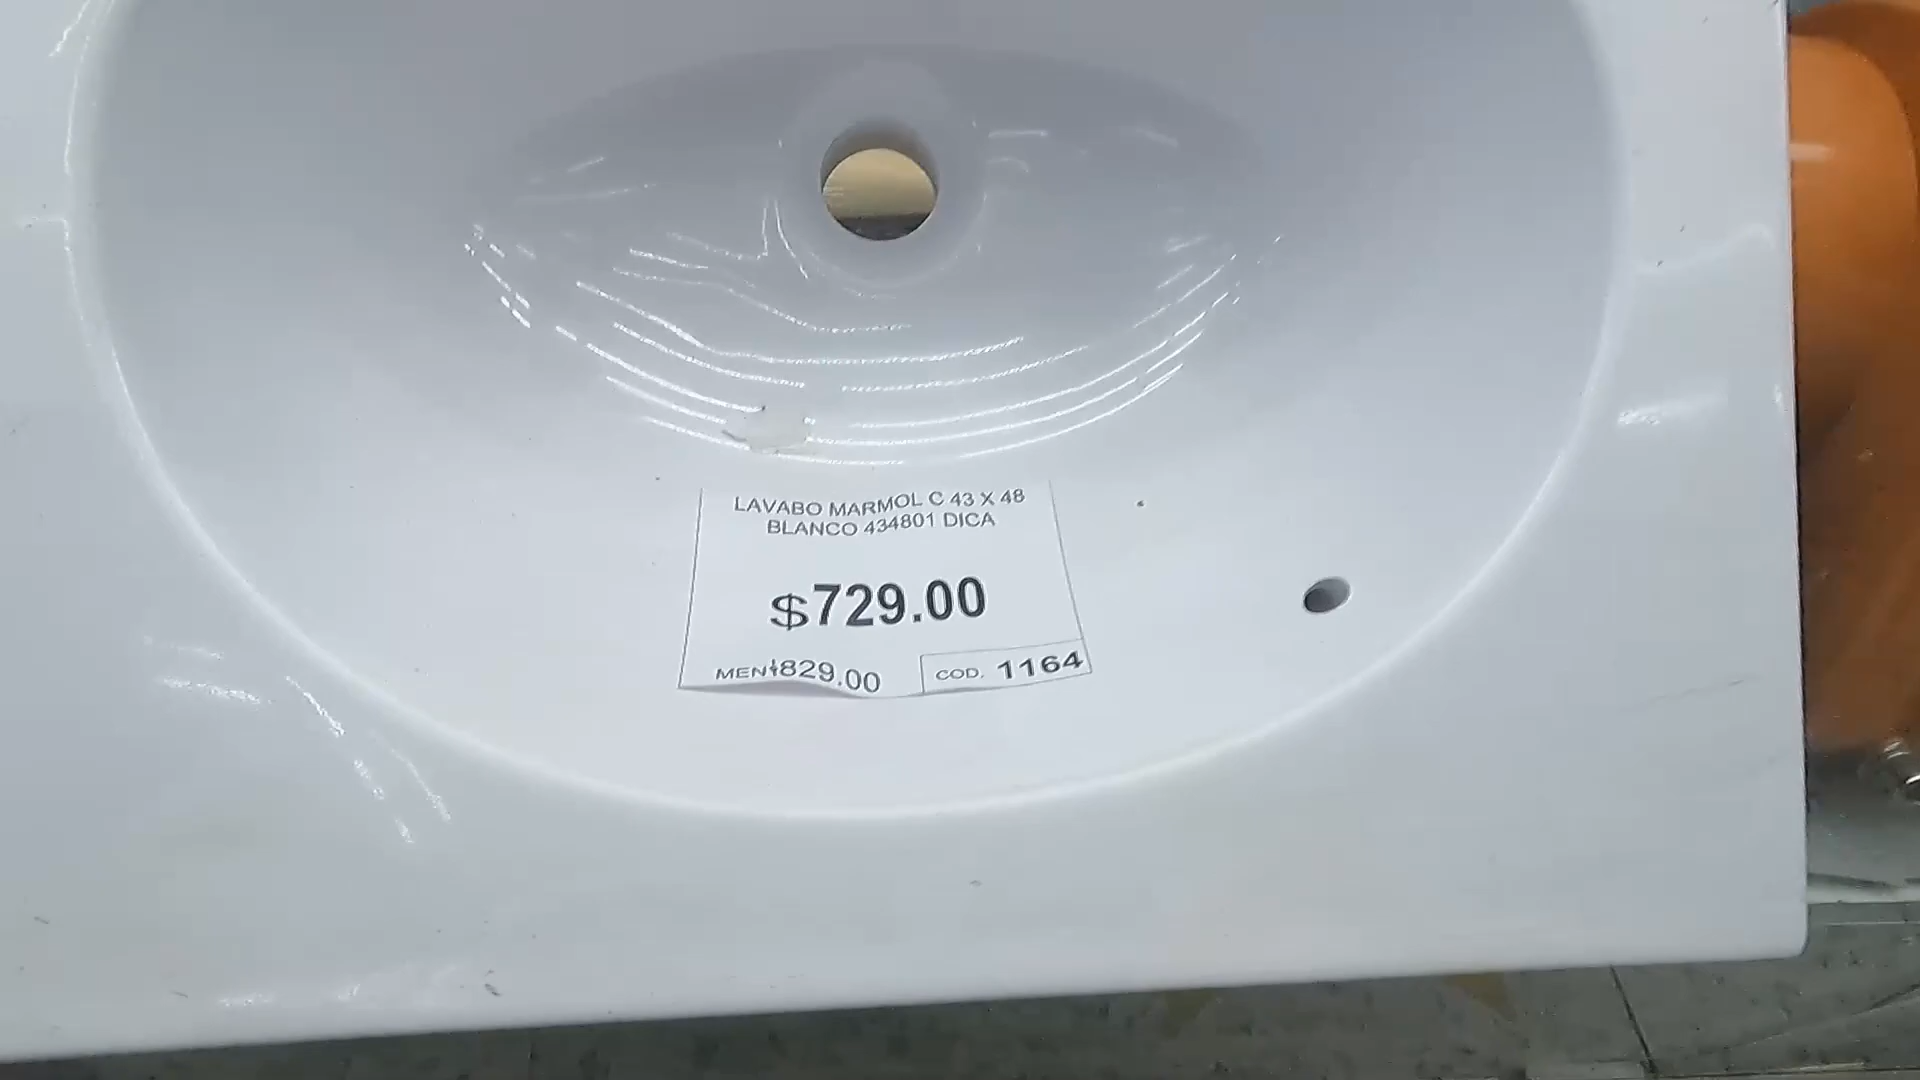 LAVABO MARMOL C 43 X 48
BLANCO 434801 DICA
$729.00
MEN $829.00
COD. 1164